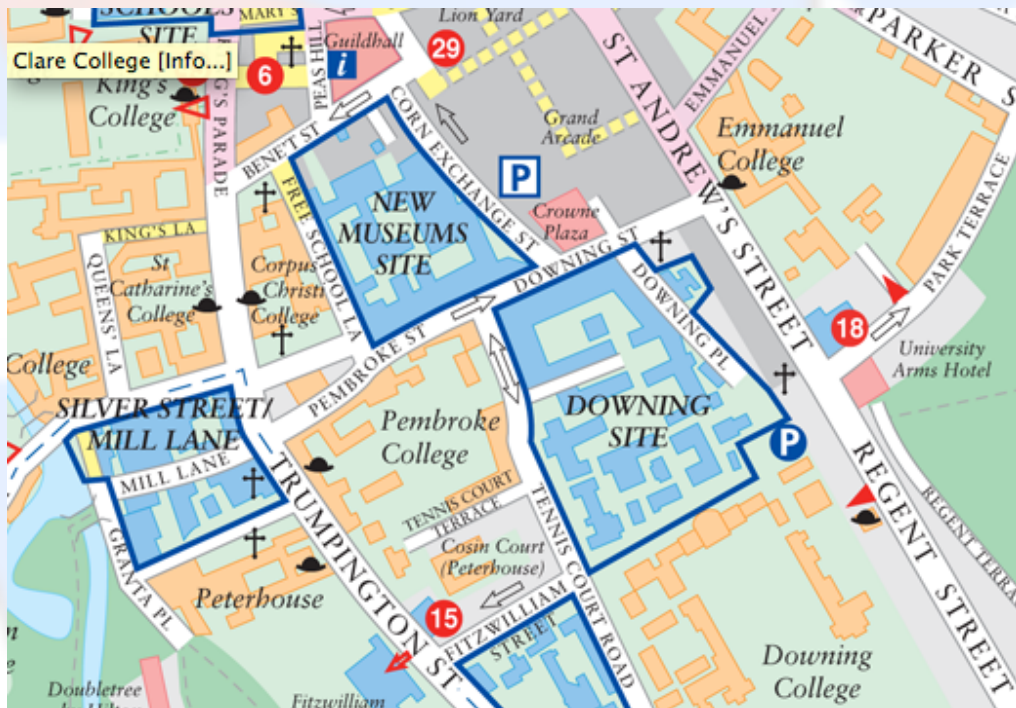 SCHOOLS
SITE
MARY'S
Clare College [Info...]
King's
College
6
KING'S PARADE
PEAS HILL
Guildhall
i
29
Lion Yard
Grand
Arcade
ST ANDREW'S STREET
EMMANUEL
PARKER S
Emmanuel
College
BENE'T ST
FREE SCHOOL LA
CORN EXCHANGE ST
P
Crowne
Plaza
NEW
MUSEUMS
SITE
DOWNING ST
DOWNING PL
PARK TERRACE
KING'S LA
QUEENS' LA
St
Catharine's
College
Corpus
Christi
College
College
PEMBROKE ST
18
University
Arms Hotel
SILVER STREET/
MILL LANE
MILL LANE
Pembroke
College
DOWNING
SITE
P
REGENT STREET
REGENT TERRACE
TRUMPINGTON ST
TENNIS COURT
TERRACE
TENNIS COURT ROAD
GRANTA PL
Peterhouse
Cosin Court
(Peterhouse)
15
FITZWILLIAM
STREET
Downing
College
Doubletree
Fitzwilliam